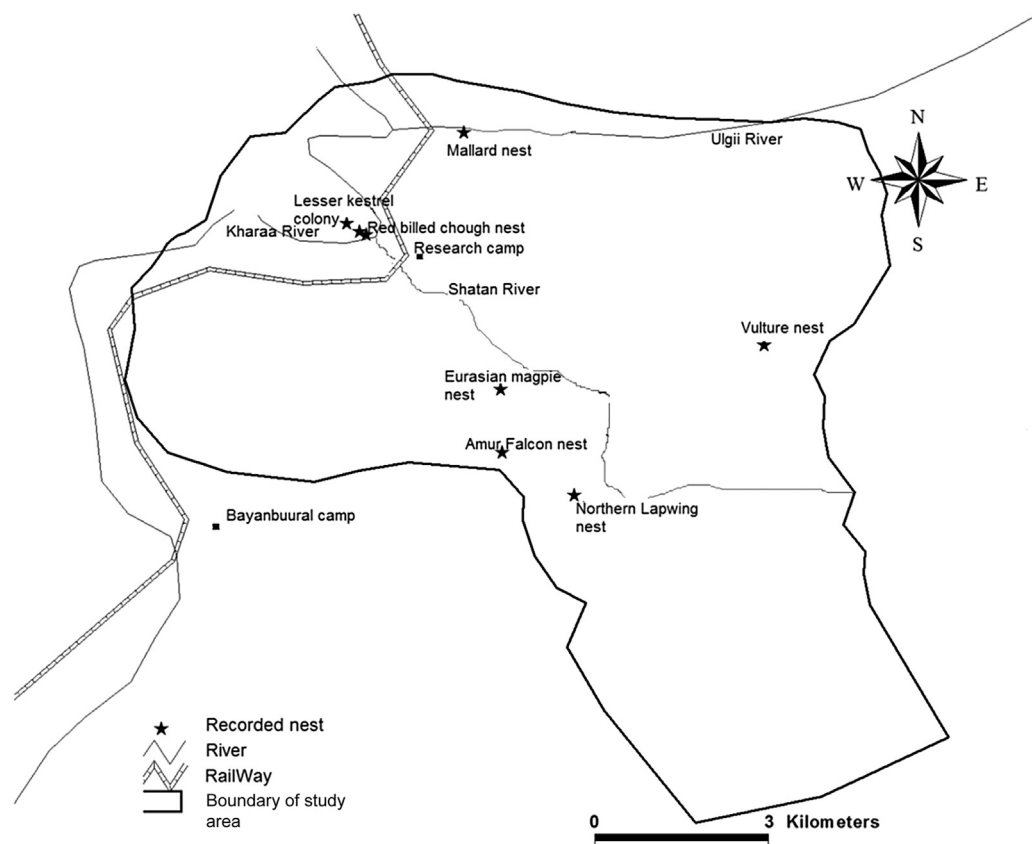 N
W
E
S
Ulgii River
Mallard nest
Lesser kestrel
colony
Kharaa River
Red billed chough nest
Research camp
Shatan River
Vulture nest
Eurasian magpie
nest
Amur Falcon nest
Northern Lapwing
nest
Bayanbuural camp
Recorded nest
River
RailWay
Boundary of study
area
0 3 Kilometers